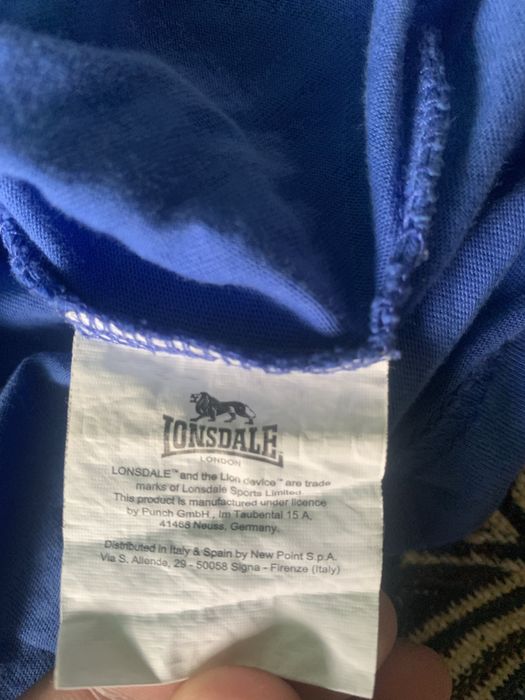 LONSDALE
LONDON
LONSDALE™ and the Lion device™ are trade
marks of Lonsdale Sports Limited
This product is manufactured under licence
by Punch GmbH, Im Taubental 15 A,
41468 Neuss, Germany.
Distributed in Italy & Spain by New Point S.p.A.
Via S. Allende, 29 - 50058 Signa - Firenze (Italy)